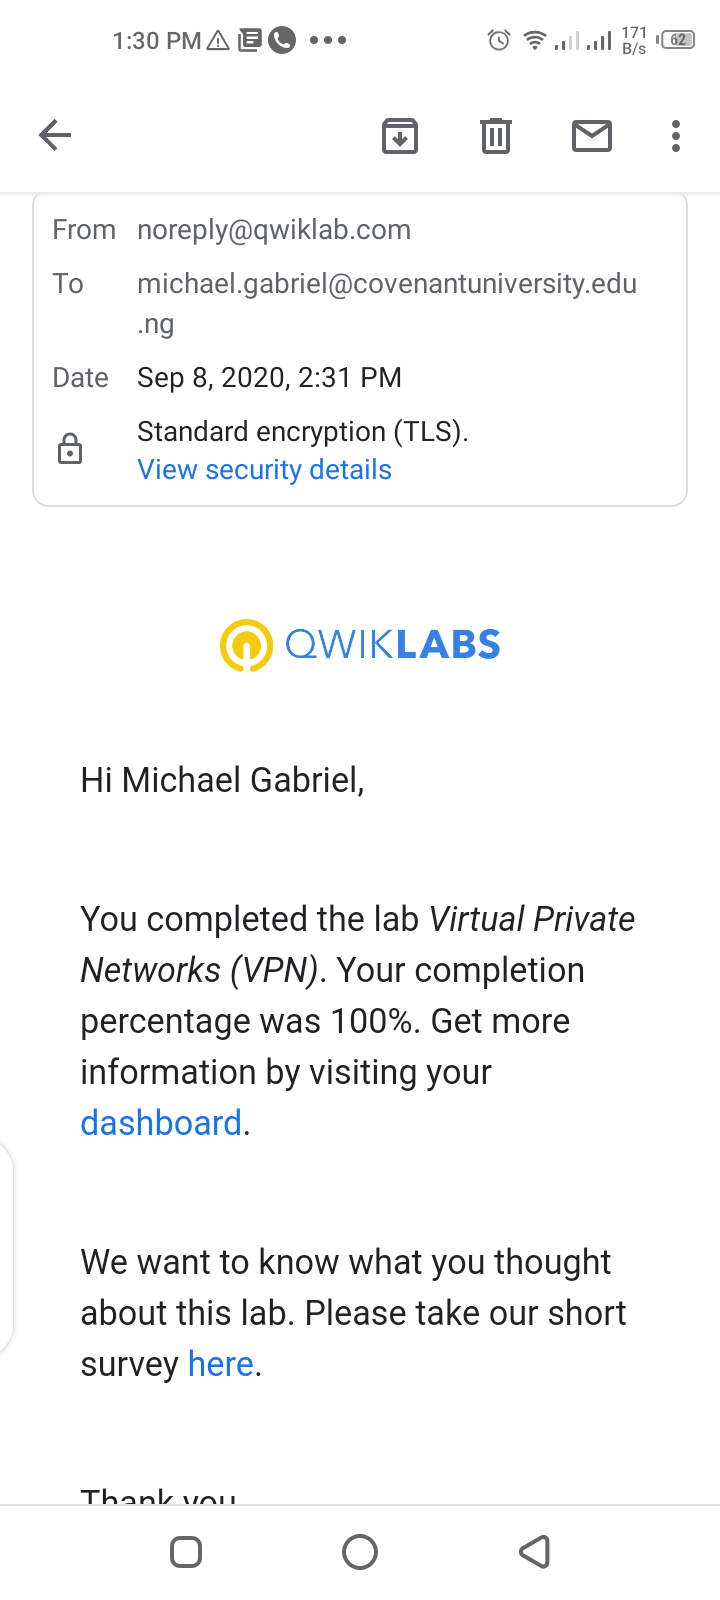 1:30 PM
171
B/s
62
From noreply@qwiklab.com
To michael.gabriel@covenantuniversity.edu
.ng
Date Sep 8, 2020, 2:31 PM
Standard encryption (TLS).
View security details
QWIKLABS
Hi Michael Gabriel,
You completed the lab Virtual Private
Networks (VPN). Your completion
percentage was 100%. Get more
information by visiting your
dashboard.
We want to know what you thought
about this lab. Please take our short
survey here.
Thank you